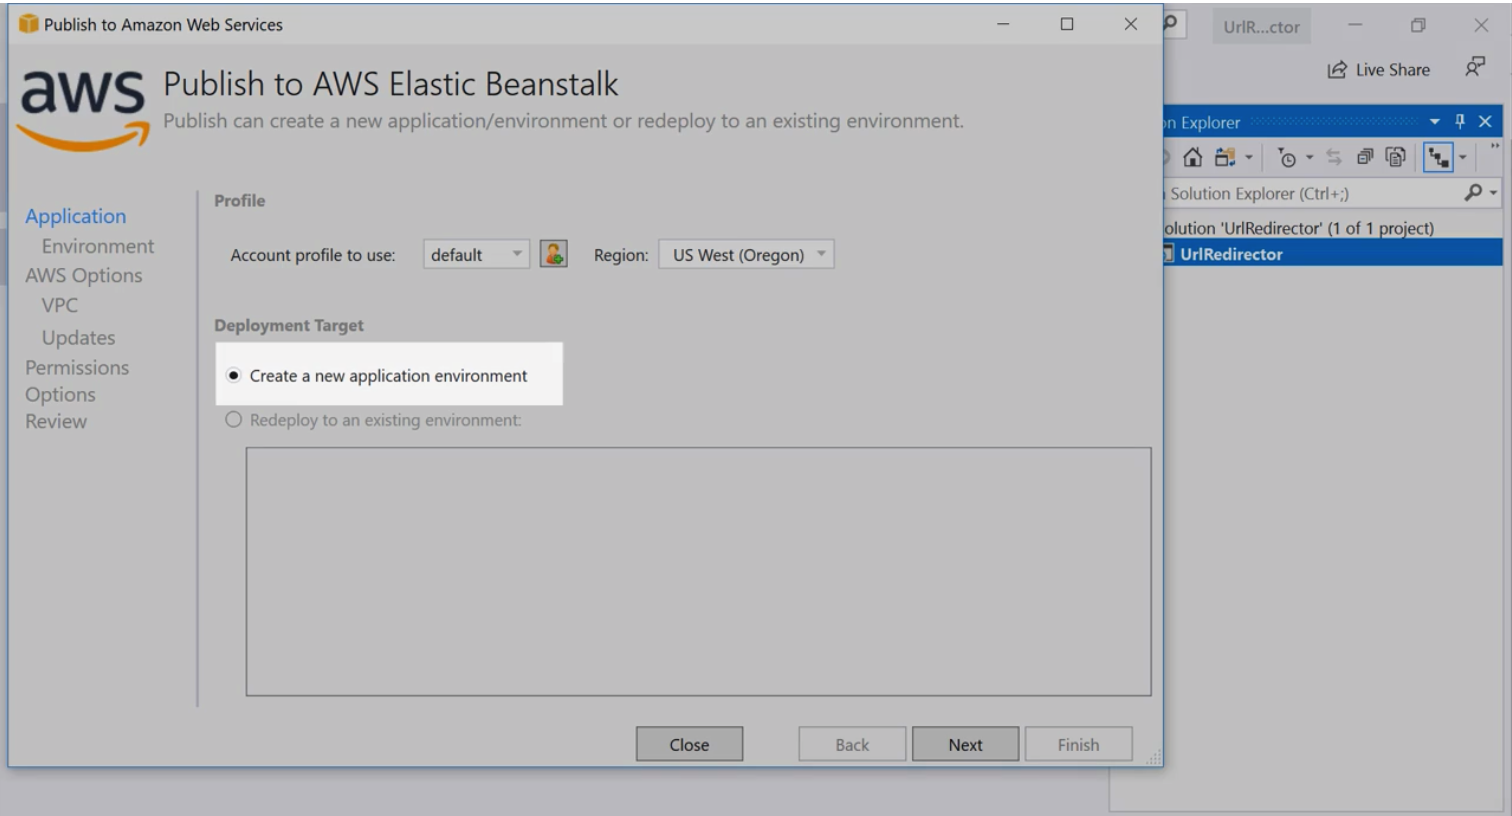 Publish to Amazon Web Services
UrlR...ctor
aws
Publish to AWS Elastic Beanstalk
Live Share
Publish can create a new application/environment or redeploy to an existing environment.
on Explorer
Solution Explorer (Ctrl+;)
Profile
Application
olution 'UrlRedirector' (1 of 1 project)
Environment
Account profile to use:
default
Region:
US West (Oregon)
UrlRedirector
AWS Options
VPC
Deployment Target
Updates
Permissions
Create a new application environment
Options
Review
Redeploy to an existing environment:
Close
Back
Next
Finish